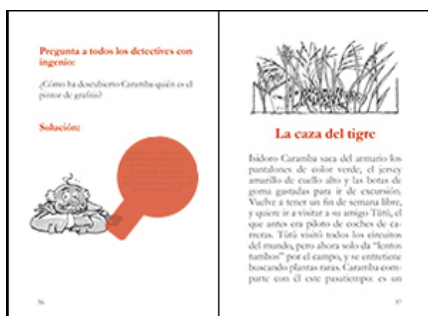 Pregunta a todos los detectives con
ingenio:
¿Cómo ha descubierto Caramba quién es el
pintor de grafitis?
Solución:
56
La caza del tigre
Isidoro Caramba saca del armario los
pantalones de color verde, el jersey
amarillo de cuello alto y las botas de
goma gastadas para ir de excursión.
Vuelve a tener un fin de semana libre,
y quiere ir a visitar a su amigo Tütü, el
que antes era piloto de coches de ca-
rreras. Tütü visitó todos los circuitos
del mundo, pero ahora solo da “lentos
tumbos” por el campo, y se entretiene
buscando plantas raras. Caramba com-
parte con él este pasatiempo: es un
57